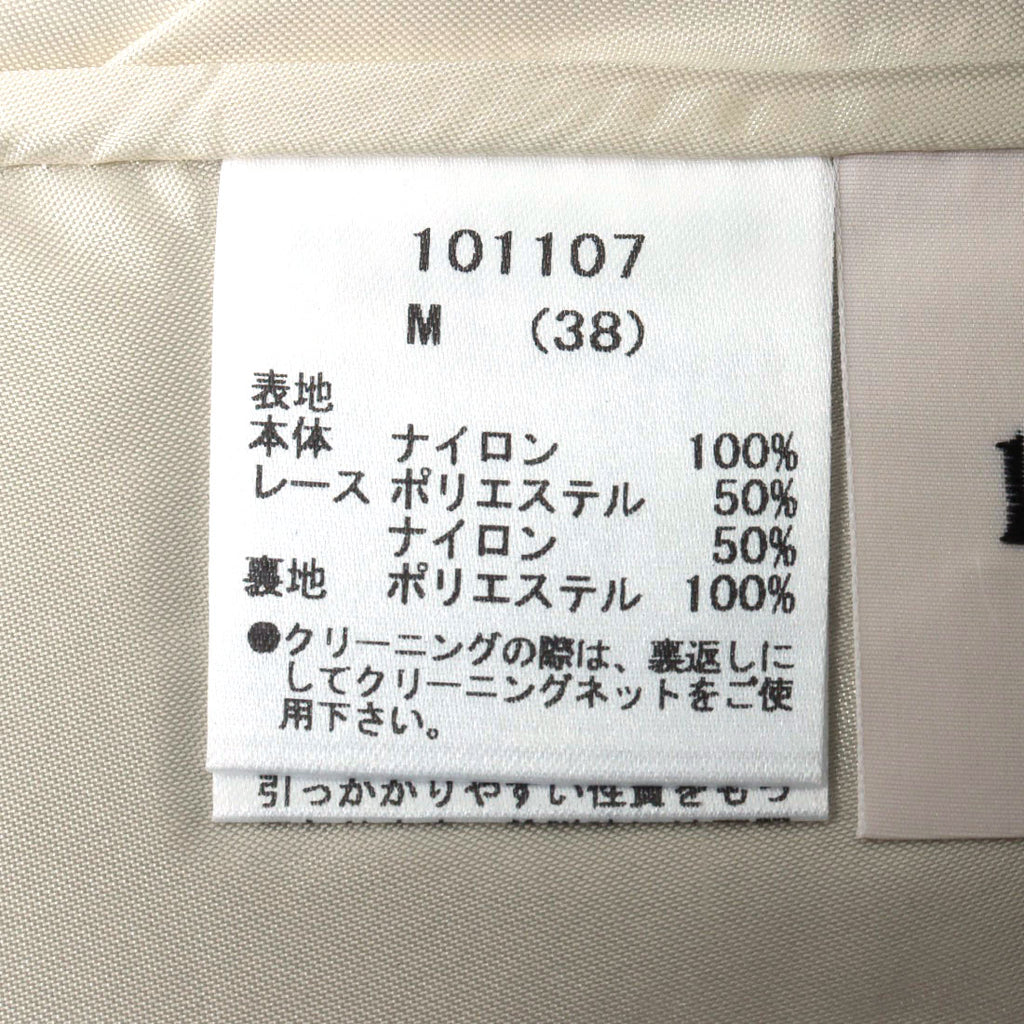 101107
M (38)
表地
本体 ナイロン 100%
レース ポリエステル 50%
ナイロン 50%
裏地 ポリエステル 100%
●クリーニングの際は、裏返しに
してクリーニングネットをご使
用下さい。
引っかかりやすい性質をもつ